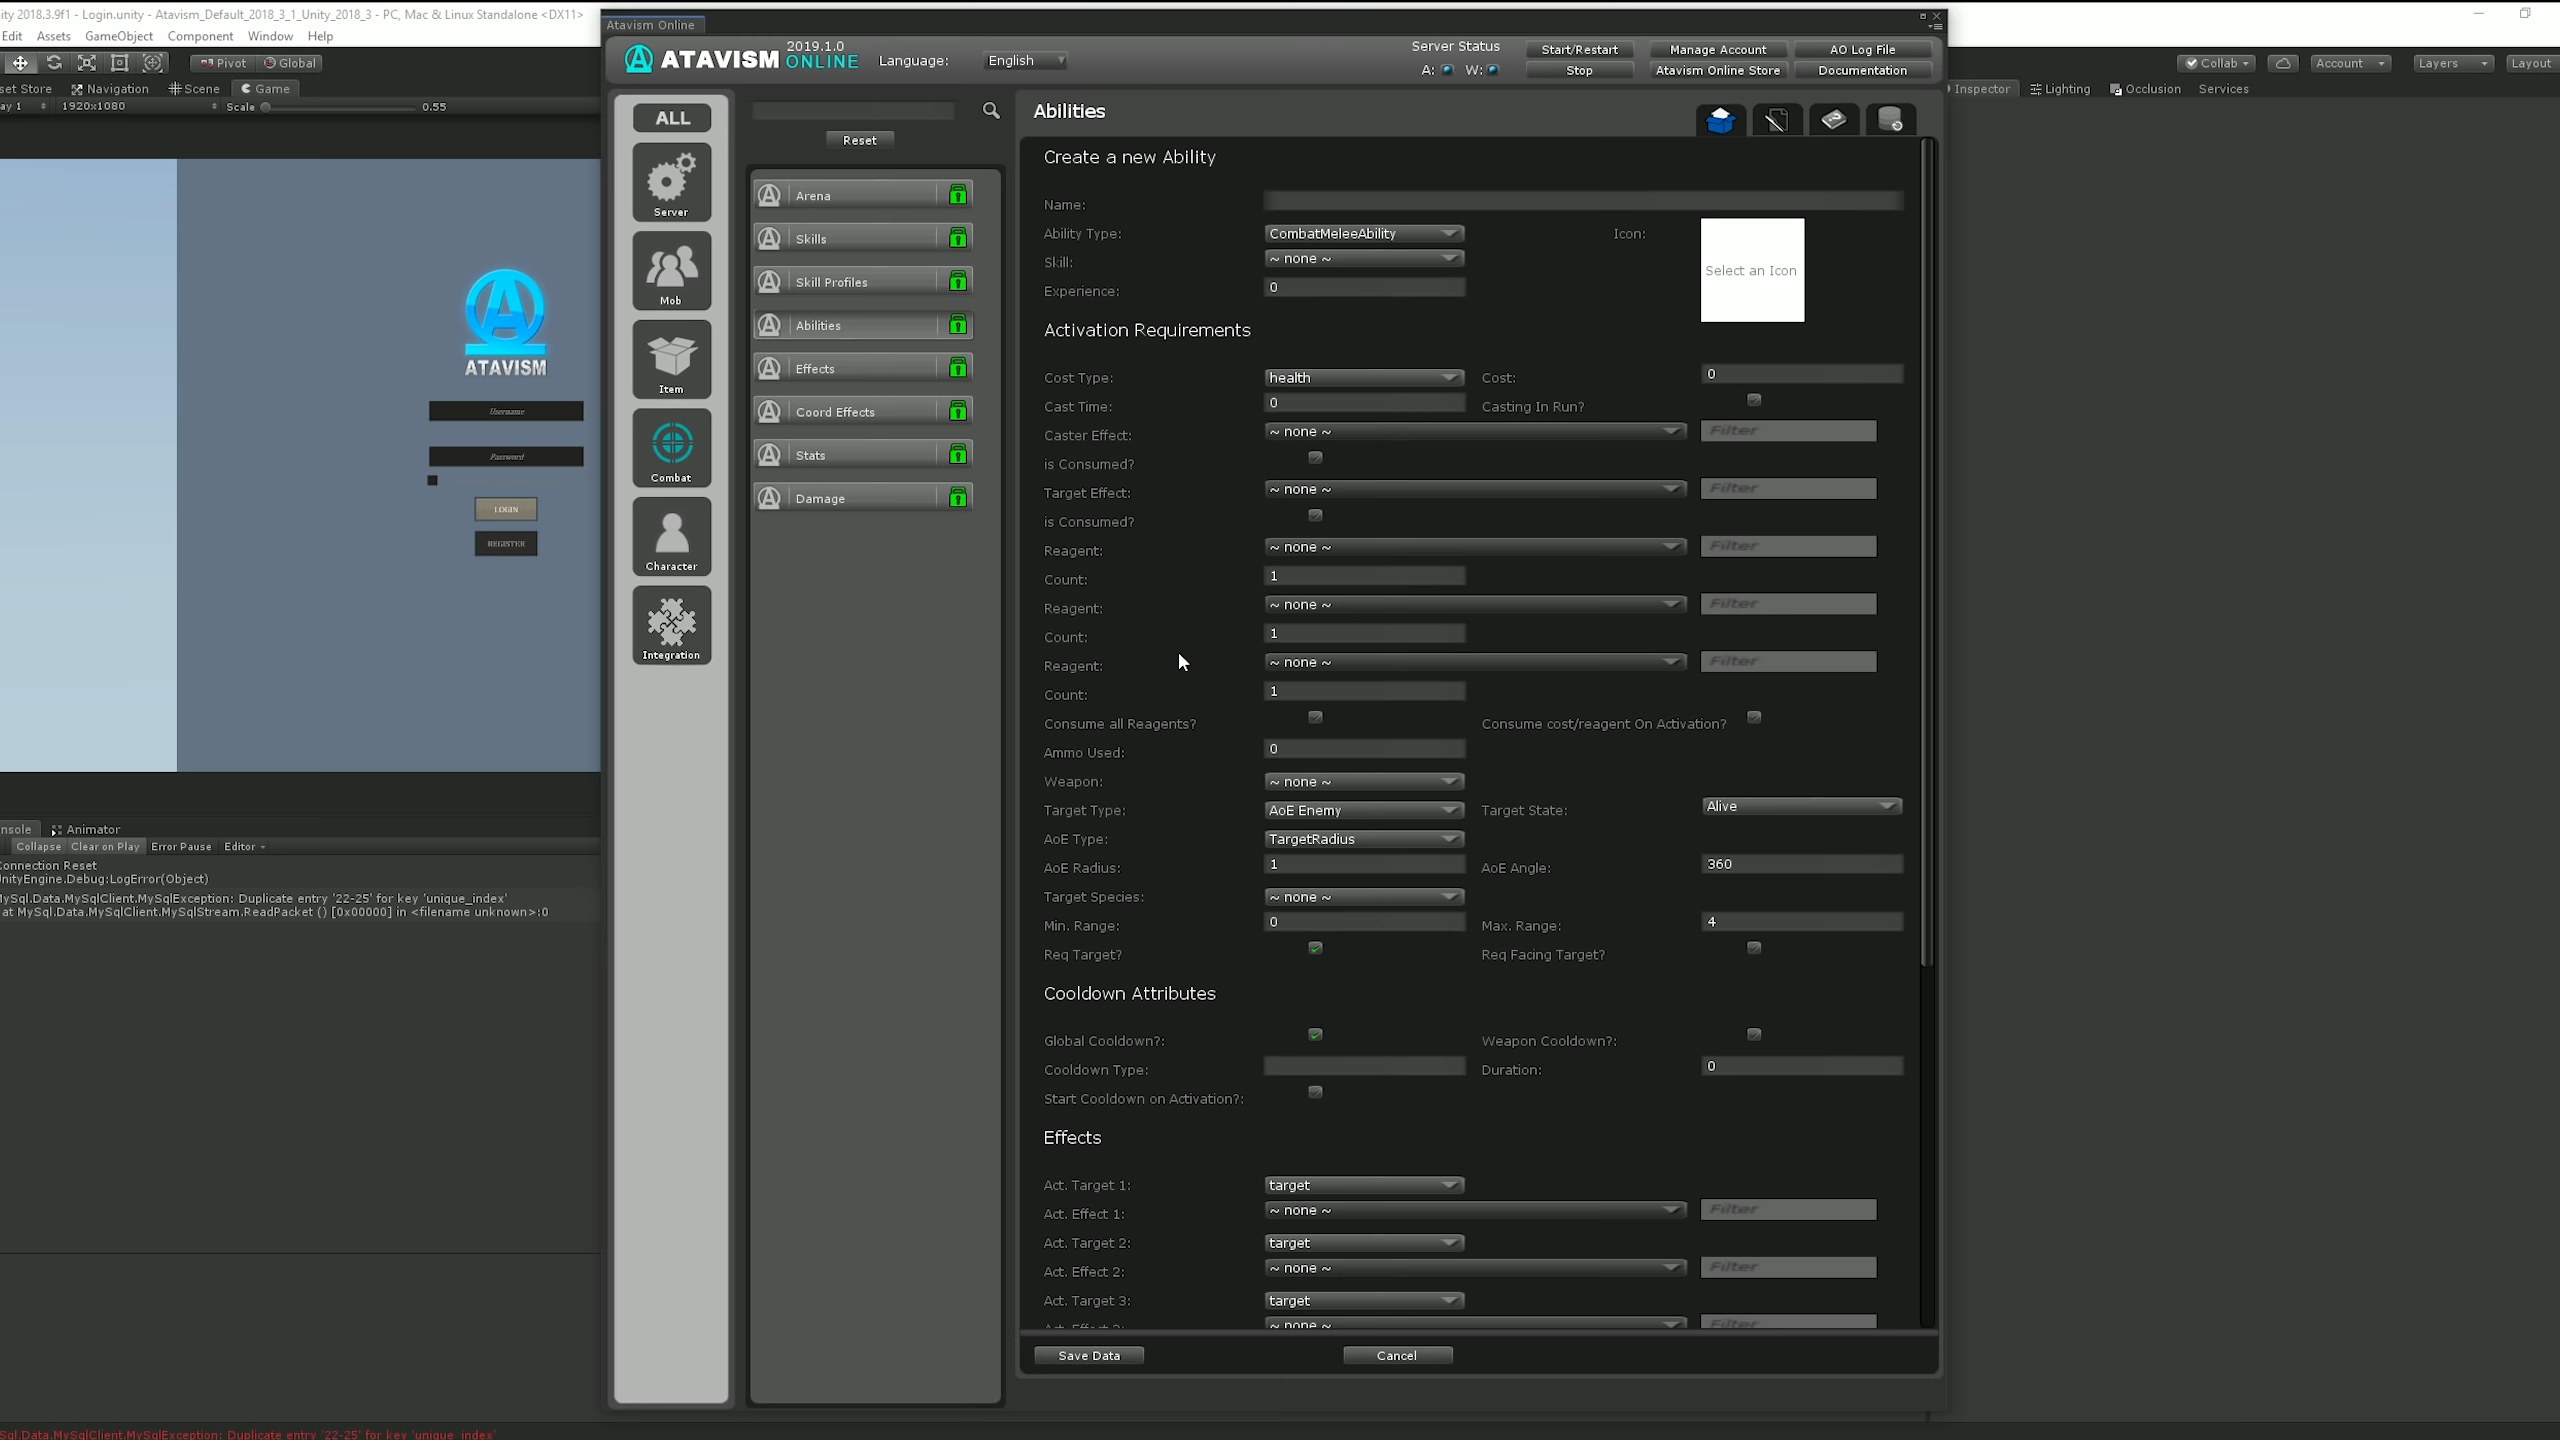 ity 2018.3.9f1 - Login.unity - Atavism_Default_2018_3_1_Unity_2018_3 - PC, Mac & Linux Standalone <DX11>
Edit Assets GameObject Component Window Help
Pivot Global
set Store Navigation Scene Game
ay 1 1920x1080 Scale 0.55
ATAVISM
Username
Password
LOGIN
REGISTER
nsole Animator
Collapse Clear on Play Error Pause Editor
Connection Reset
UnityEngine.Debug:LogError(Object)
MySql.Data.MySqlClient.MySqlException: Duplicate entry '22-25' for key 'unique_index'
at MySql.Data.MySqlClient.MySqlStream.ReadPacket () [0x00000] in <filename unknown>:0
Sql.Data.MySqlClient.MySqlException: Duplicate entry '22-25' for key 'unique_index'
Atavism Online
ATAVISM 2019.1.0 ONLINE
Language: English
Server Status
A: W:
Start/Restart Manage Account AO Log File
Stop Atavism Online Store Documentation
ALL
Server
Mob
Item
Combat
Character
Integration
Reset
Arena
Skills
Skill Profiles
Abilities
Effects
Coord Effects
Stats
Damage
Abilities
Create a new Ability
Name:
Ability Type: CombatMeleeAbility Icon: Select an Icon
Skill: ~ none ~
Experience: 0
Activation Requirements
Cost Type: health Cost: 0
Cast Time: 0 Casting In Run?
Caster Effect: ~ none ~ Filter
is Consumed?
Target Effect: ~ none ~ Filter
is Consumed?
Reagent: ~ none ~ Filter
Count: 1
Reagent: ~ none ~ Filter
Count: 1
Reagent: ~ none ~ Filter
Count: 1
Consume all Reagents? Consume cost/reagent On Activation?
Ammo Used: 0
Weapon: ~ none ~
Target Type: AoE Enemy Target State: Alive
AoE Type: TargetRadius
AoE Radius: 1 AoE Angle: 360
Target Species: ~ none ~
Min. Range: 0 Max. Range: 4
Req Target? Req Facing Target?
Cooldown Attributes
Global Cooldown?: Weapon Cooldown?:
Cooldown Type: Duration: 0
Start Cooldown on Activation?:
Effects
Act. Target 1: target
Act. Effect 1: ~ none ~ Filter
Act. Target 2: target
Act. Effect 2: ~ none ~ Filter
Act. Target 3: target
Act. Effect 3: ~ none ~ Filter
Save Data Cancel
Collab Account Layers Layout
Inspector Lighting Occlusion Services